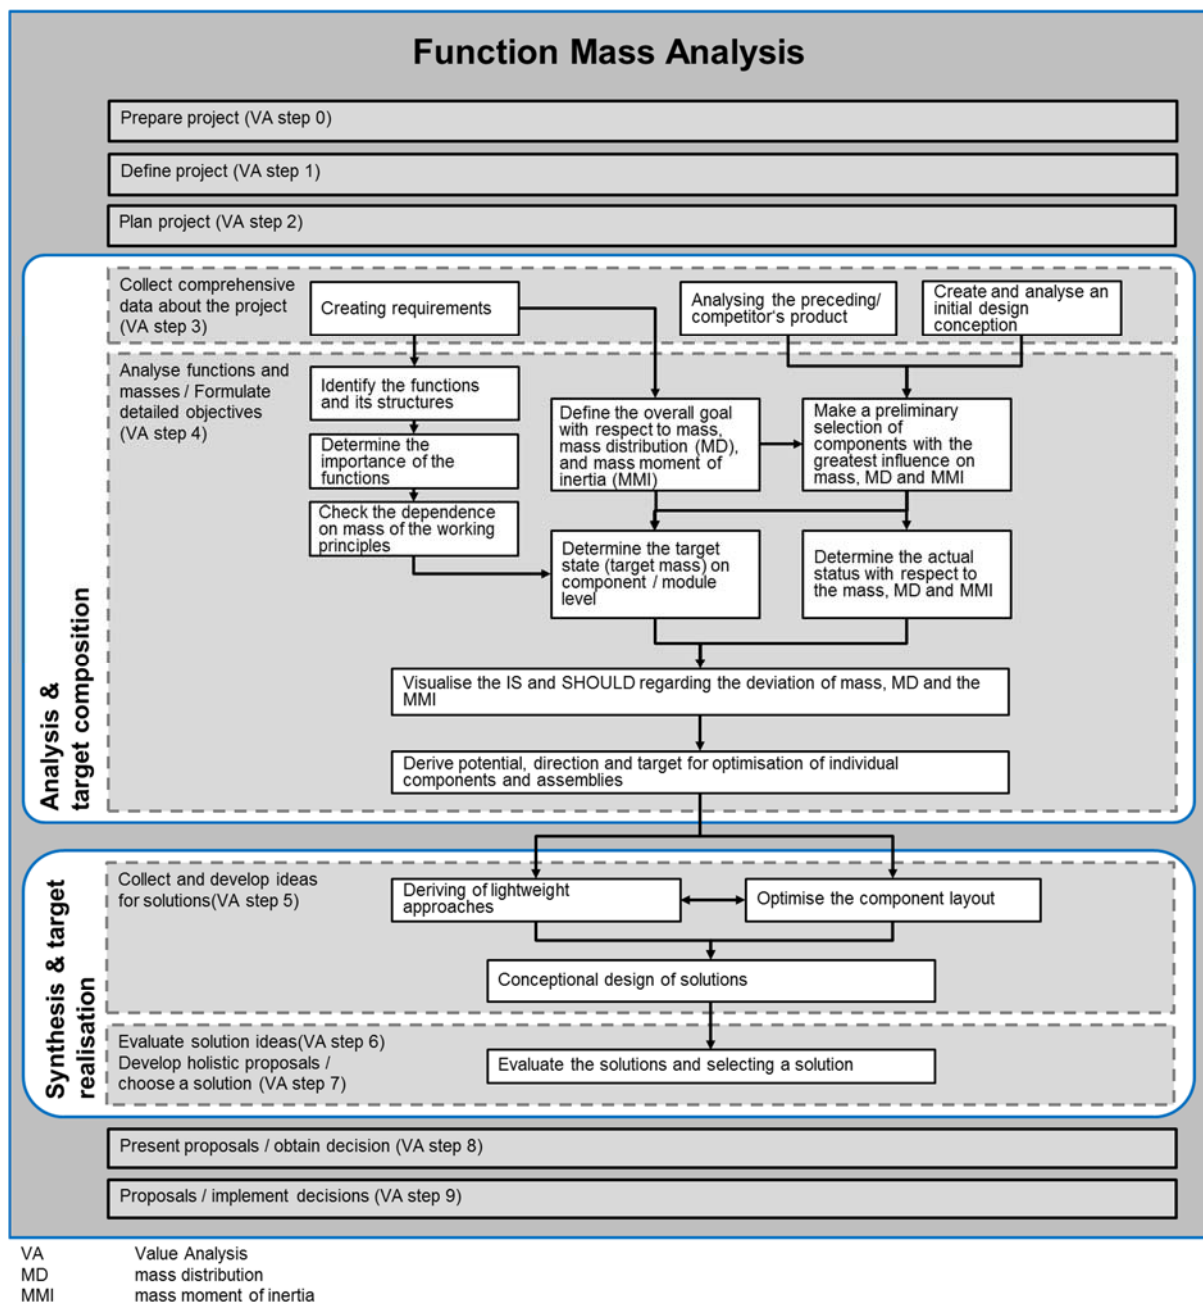 Function Mass Analysis
Prepare project (VA step 0)
Define project (VA step 1)
Plan project (VA step 2)
Analysis &
target composition
Collect comprehensive
data about the project
(VA step 3)
Creating requirements
Analysing the preceding/
competitor's product
Create and analyse an
initial design
conception
Analyse functions and
masses / Formulate
detailed objectives
(VA step 4)
Identify the functions
and its structures
Determine the
importance of the
functions
Check the dependence
on mass of the working
principles
Define the overall goal
with respect to mass,
mass distribution (MD),
and mass moment of
inertia (MMI)
Make a preliminary
selection of
components with the
greatest influence on
mass, MD and MMI
Determine the target
state (target mass) on
component / module
level
Determine the actual
status with respect to
the mass, MD and MMI
Visualise the IS and SHOULD regarding the deviation of mass, MD and the
MMI
Derive potential, direction and target for optimisation of individual
components and assemblies
Synthesis & target
realisation
Collect and develop ideas
for solutions(VA step 5)
Deriving of lightweight
approaches
Optimise the component layout
Conceptional design of solutions
Evaluate solution ideas(VA step 6)
Develop holistic proposals /
choose a solution (VA step 7)
Evaluate the solutions and selecting a solution
Present proposals / obtain decision (VA step 8)
Proposals / implement decisions (VA step 9)
VA Value Analysis
MD mass distribution
MMI mass moment of inertia